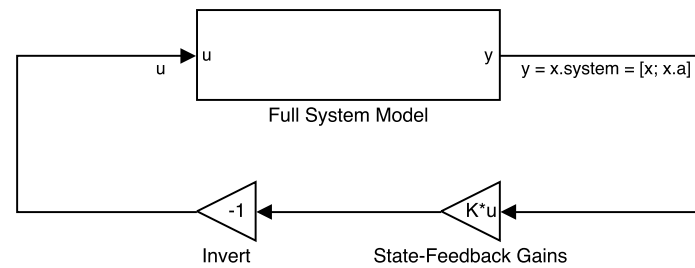 u
u
y
y = x.system = [x; x.a]
Full System Model
-1
K*u
Invert
State-Feedback Gains